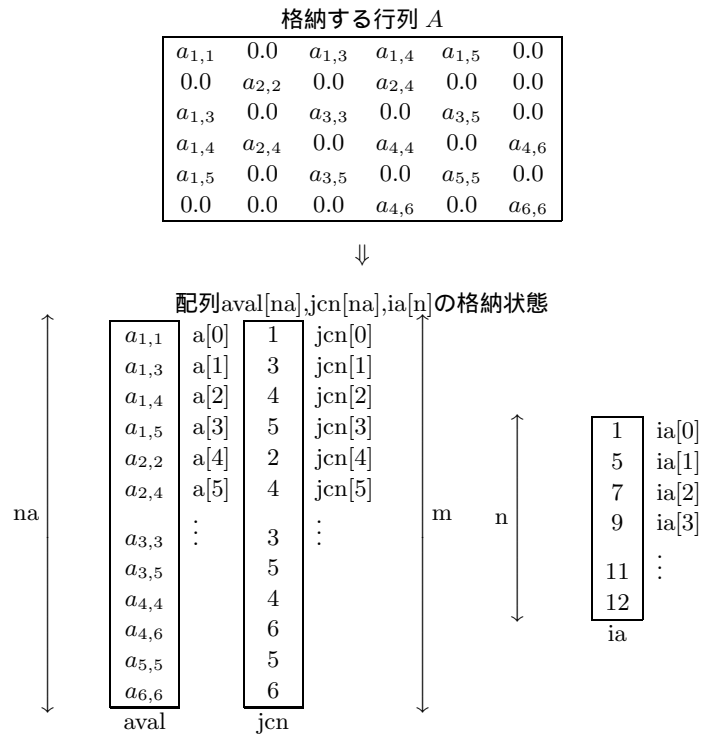 格納する行列 A
a1,1 0.0 a1,3 a1,4 a1,5 0.0
0.0 a2,2 0.0 a2,4 0.0 0.0
a1,3 0.0 a3,3 0.0 a3,5 0.0
a1,4 a2,4 0.0 a4,4 0.0 a4,6
a1,5 0.0 a3,5 0.0 a5,5 0.0
0.0 0.0 0.0 a4,6 0.0 a6,6
⇓
配列aval[na],jcn[na],ia[n]の格納状態
a1,1 a[0] 1 jcn[0]
a1,3 a[1] 3 jcn[1]
a1,4 a[2] 4 jcn[2]
a1,5 a[3] 5 jcn[3] 1 ia[0]
a2,2 a[4] 2 jcn[4] 5 ia[1]
a2,4 a[5] 4 jcn[5] 7 ia[2]
na m n 9 ia[3]
a3,3 ⋮ 3 ⋮
a3,5 5 11 ⋮
a4,4 4 12
a4,6 6 ia
a5,5 5
a6,6 6
aval jcn